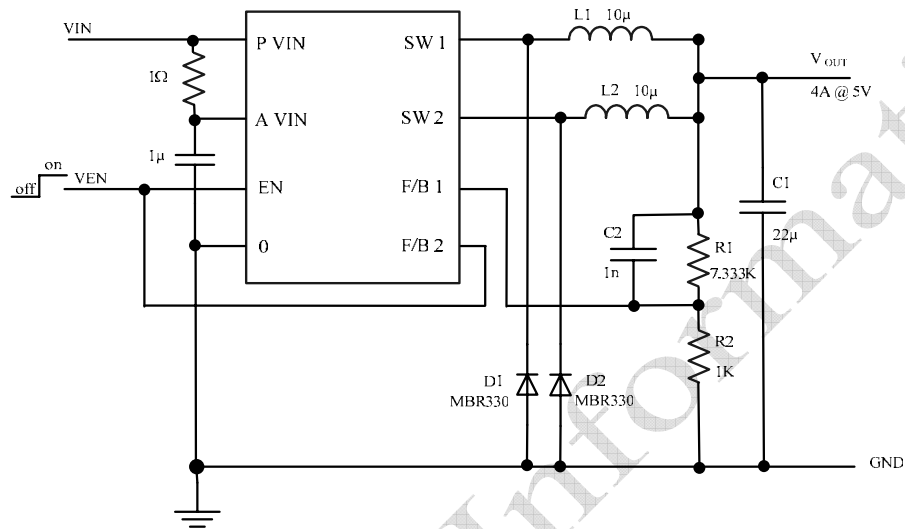 VIN
1Ω
1μ
on
off
VEN
P VIN
A VIN
EN
0
SW 1
SW 2
F/B 1
F/B 2
L1 10μ
L2 10μ
V OUT
4A @ 5V
C1
22μ
C2
1n
R1
7.333K
R2
1K
D1
MBR330
D2
MBR330
GND
Informat